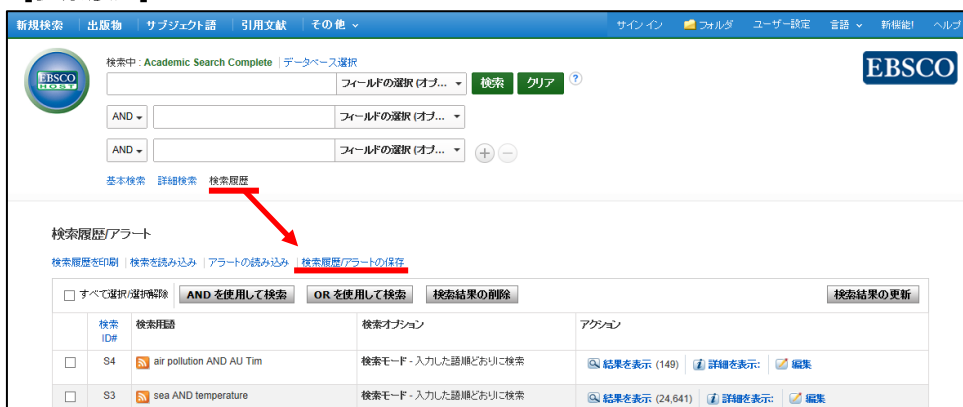 新規検索 出版物 サブジェクト語 引用文献 その他
サインイン フォルダ ユーザー設定 言語 新機能! ヘルプ
検索中 : Academic Search Complete データベース選択
EBSCO HOST
フィールドの選択 (オプ... 検索 クリア ?
EBSCO
AND フィールドの選択 (オプ...
AND フィールドの選択 (オプ...
基本検索 詳細検索 検索履歴
検索履歴/アラート
検索履歴を印刷 検索を読み込み アラートの読み込み 検索履歴/アラートの保存
すべて選択/選択解除 AND を使用して検索 OR を使用して検索 検索結果の削除 検索結果の更新
検索 ID# 検索用語 検索オプション アクション
S4 air pollution AND AU Tim 検索モード - 入力した語順どおりに検索 結果を表示 (149) 詳細を表示: 編集
S3 sea AND temperature 検索モード - 入力した語順どおりに検索 結果を表示 (24,641) 詳細を表示: 編集